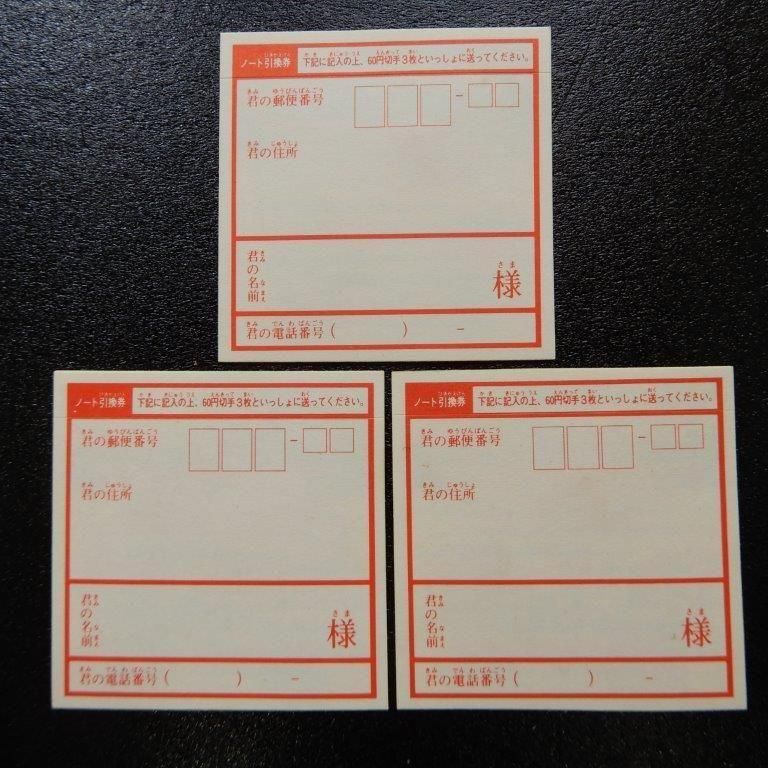 ノート引換券 下記に記入の上、60円切手3枚といっしょに送ってください。
君の郵便番号 －
君の住所
君の名前 様
君の電話番号 ( ) －
ノート引換券 下記に記入の上、60円切手3枚といっしょに送ってください。
君の郵便番号 －
君の住所
君の名前 様
君の電話番号 ( ) －
ノート引換券 下記に記入の上、60円切手3枚といっしょに送ってください。
君の郵便番号 －
君の住所
君の名前 様
君の電話番号 ( ) －